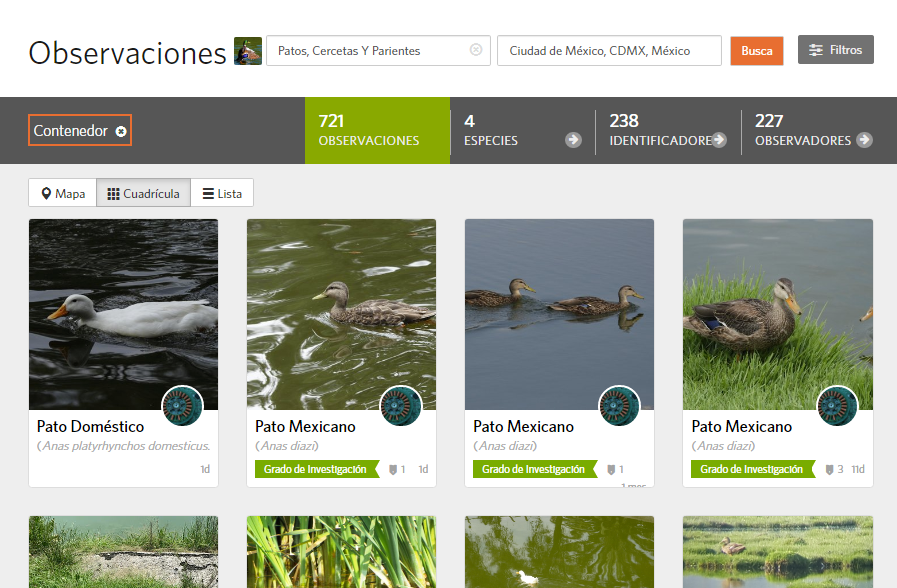 Observaciones
Patos, Cercetas Y Parientes
Ciudad de México, CDMX, México
Busca
Filtros
Contenedor
721
OBSERVACIONES
4
ESPECIES
238
IDENTIFICADORE
227
OBSERVADORES
Mapa
Cuadrícula
Lista
Pato Doméstico
(Anas platyrhynchos domesticus.
1d
Pato Mexicano
(Anas diazi)
Grado de Investigación
1
1d
Pato Mexicano
(Anas diazi)
Grado de Investigación
1
1 mes
Pato Mexicano
(Anas diazi)
Grado de Investigación
3
11d